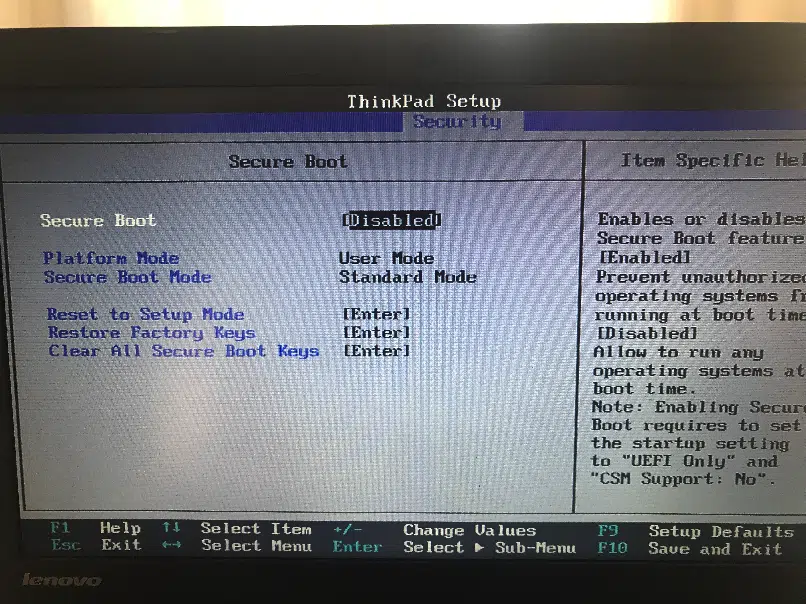 ThinkPad Setup
Security
Secure Boot
Item Specific
Secure Boot [Disabled]
Platform Mode User Mode
Secure Boot Mode Standard Mode
Reset to Setup Mode [Enter]
Restore Factory Keys [Enter]
Clear All Secure Boot Keys [Enter]
Enables or disables
Secure Boot feature
[Enabled]
Prevent unauthorized
operating systems
running at boot time
[Disabled]
Allow to run any
operating systems at
boot time.
Note: Enabling Secure
Boot requires to set
the startup setting
to "UEFI Only" and
"CSM Support: No".
F1 Help ↑↓ Select Item +/- Change Values F9 Setup Defaults
Esc Exit ←→ Select Menu Enter Select ▶ Sub-Menu F10 Save and Exit
lenovo